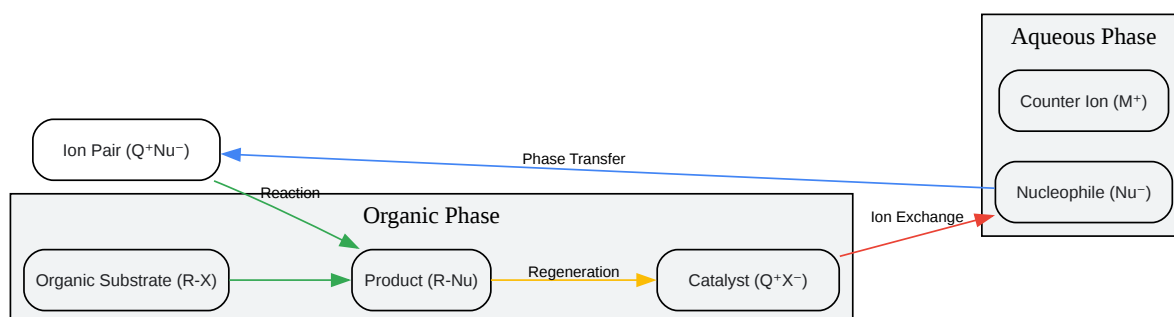 Aqueous Phase
Counter Ion (M⁺)
Ion Pair (Q⁺Nu⁻)
Phase Transfer
Nucleophile (Nu⁻)
Reaction
Organic Phase
Ion Exchange
Organic Substrate (R-X)
Product (R-Nu)
Regeneration
Catalyst (Q⁺X⁻)